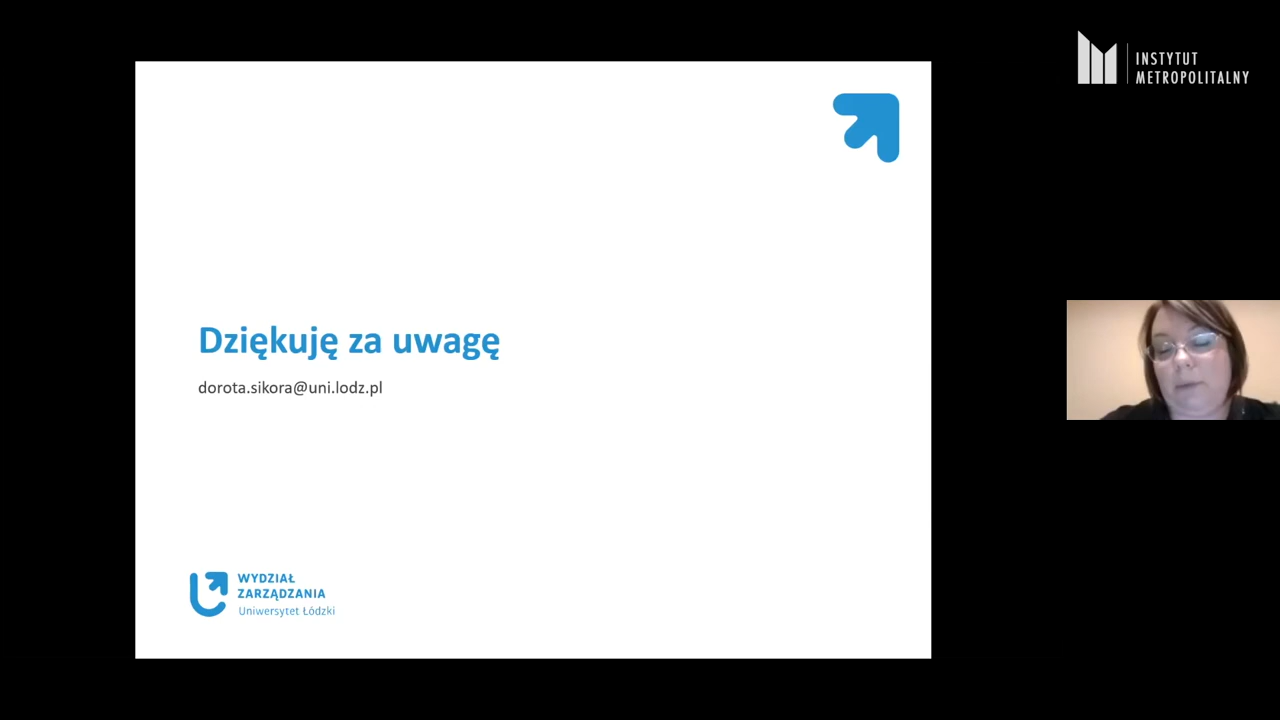 INSTYTUT
METROPOLITALNY
Dziękuję za uwagę
dorota.sikora@uni.lodz.pl
WYDZIAŁ
ZARZĄDZANIA
Uniwersytet Łódzki